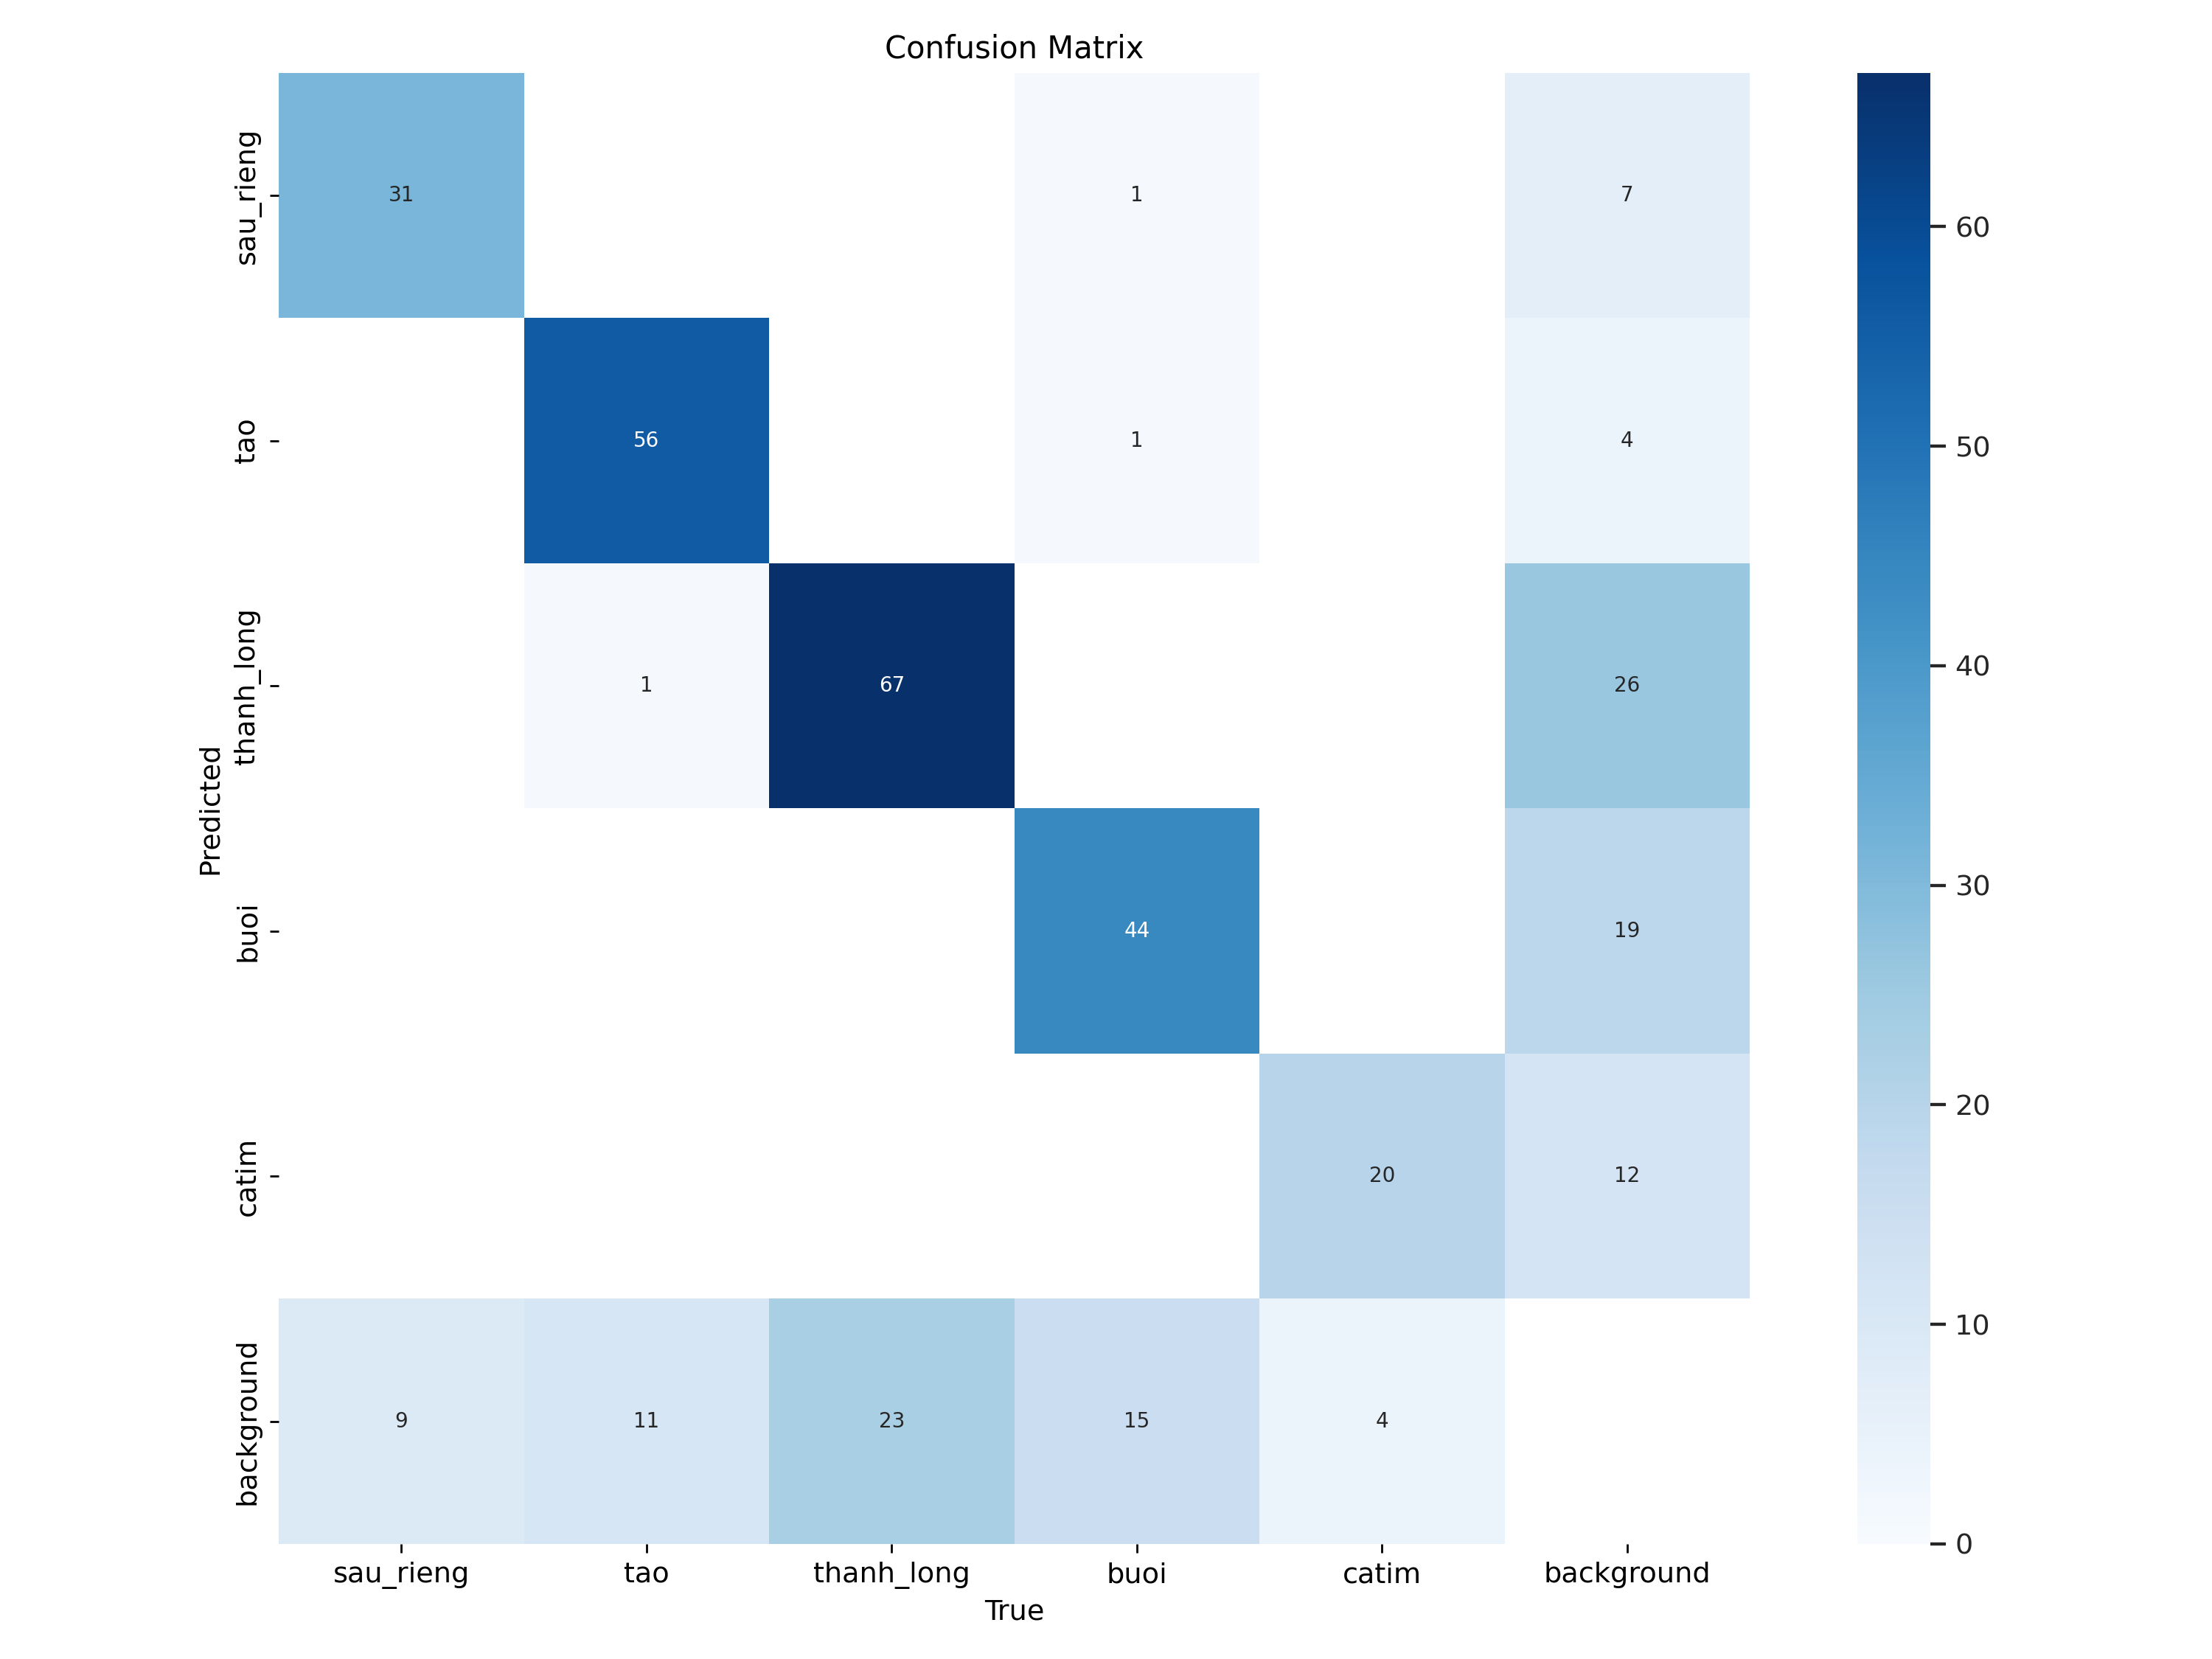 Confusion Matrix
sau_rieng
31
1
7
60
tao
56
1
4
50
thanh_long
1
67
26
40
Predicted
30
buoi
44
19
20
catim
20
12
10
background
9
11
23
15
4
0
sau_rieng
tao
thanh_long
buoi
catim
background
True